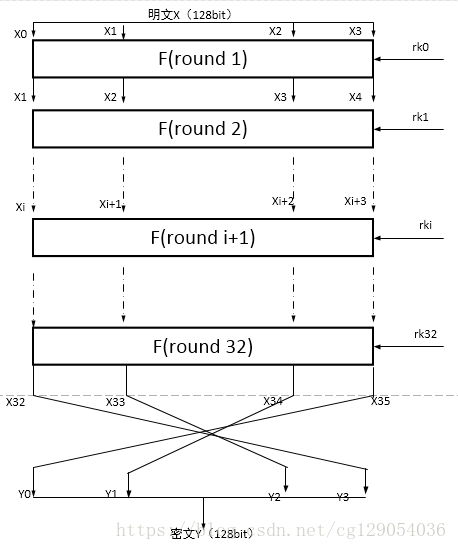 明文X（128bit）
X0 X1 X2 X3
F(round 1) rk0
X1 X2 X3 X4
F(round 2) rk1
Xi Xi+1 Xi+2 Xi+3
F(round i+1) rki
F(round 32) rk32
X32 X33 X34 X35
Y0 Y1 Y2 Y3
密文Y（128bit）
https://blog.csdn.net/cg129054036